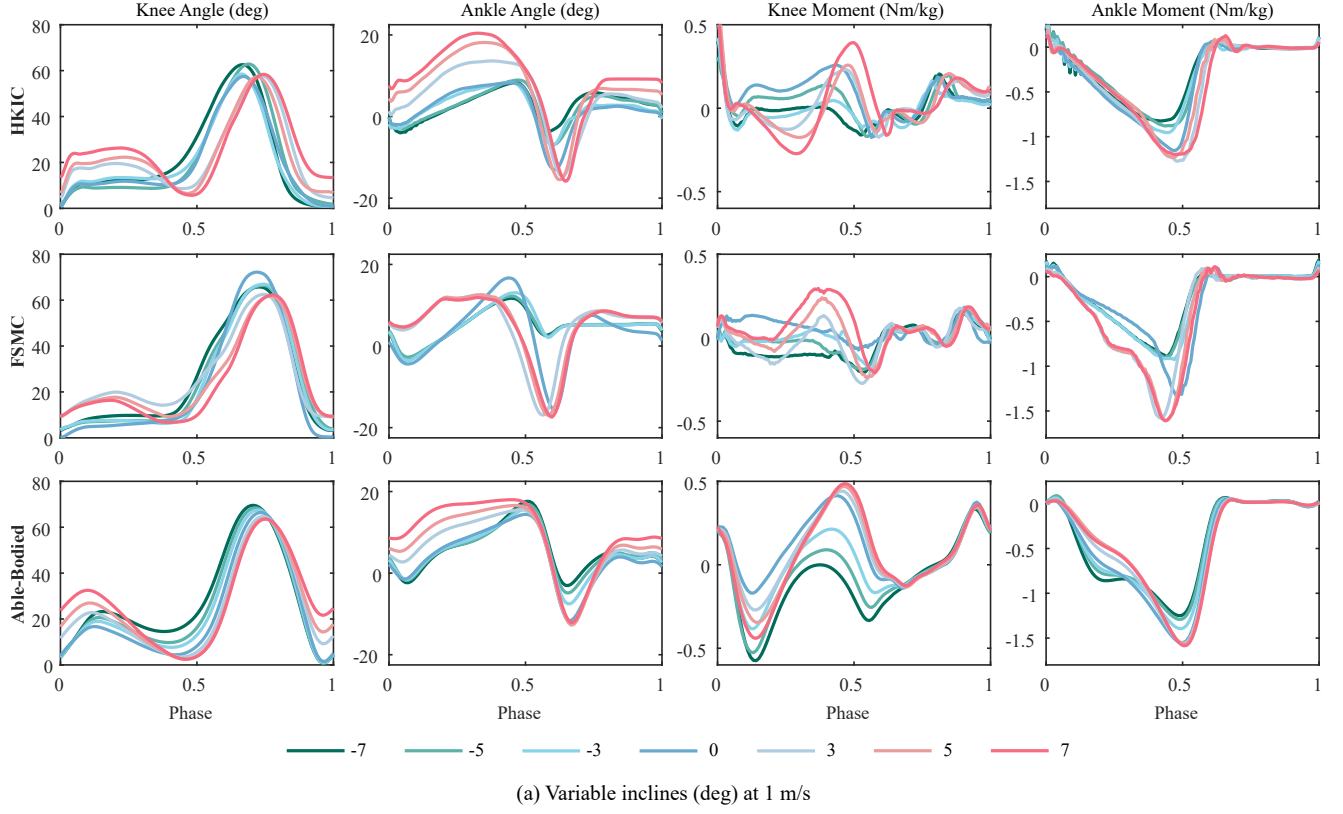 Knee Angle (deg) Ankle Angle (deg) Knee Moment (Nm/kg) Ankle Moment (Nm/kg)
HKIC
80 60 40 20 0
20 0 -20
0.5 0 -0.5
0 -0.5 -1 -1.5
0 0.5 1 0 0.5 1 0 0.5 1 0 0.5 1
FSMC
80 60 40 20 0
20 0 -20
0.5 0 -0.5
0 -0.5 -1 -1.5
0 0.5 1 0 0.5 1 0 0.5 1 0 0.5 1
Able-Bodied
80 60 40 20 0
20 0 -20
0.5 0 -0.5
0 -0.5 -1 -1.5
0 0.5 1 0 0.5 1 0 0.5 1 0 0.5 1
Phase Phase Phase Phase
-7 -5 -3 0 3 5 7
(a) Variable inclines (deg) at 1 m/s